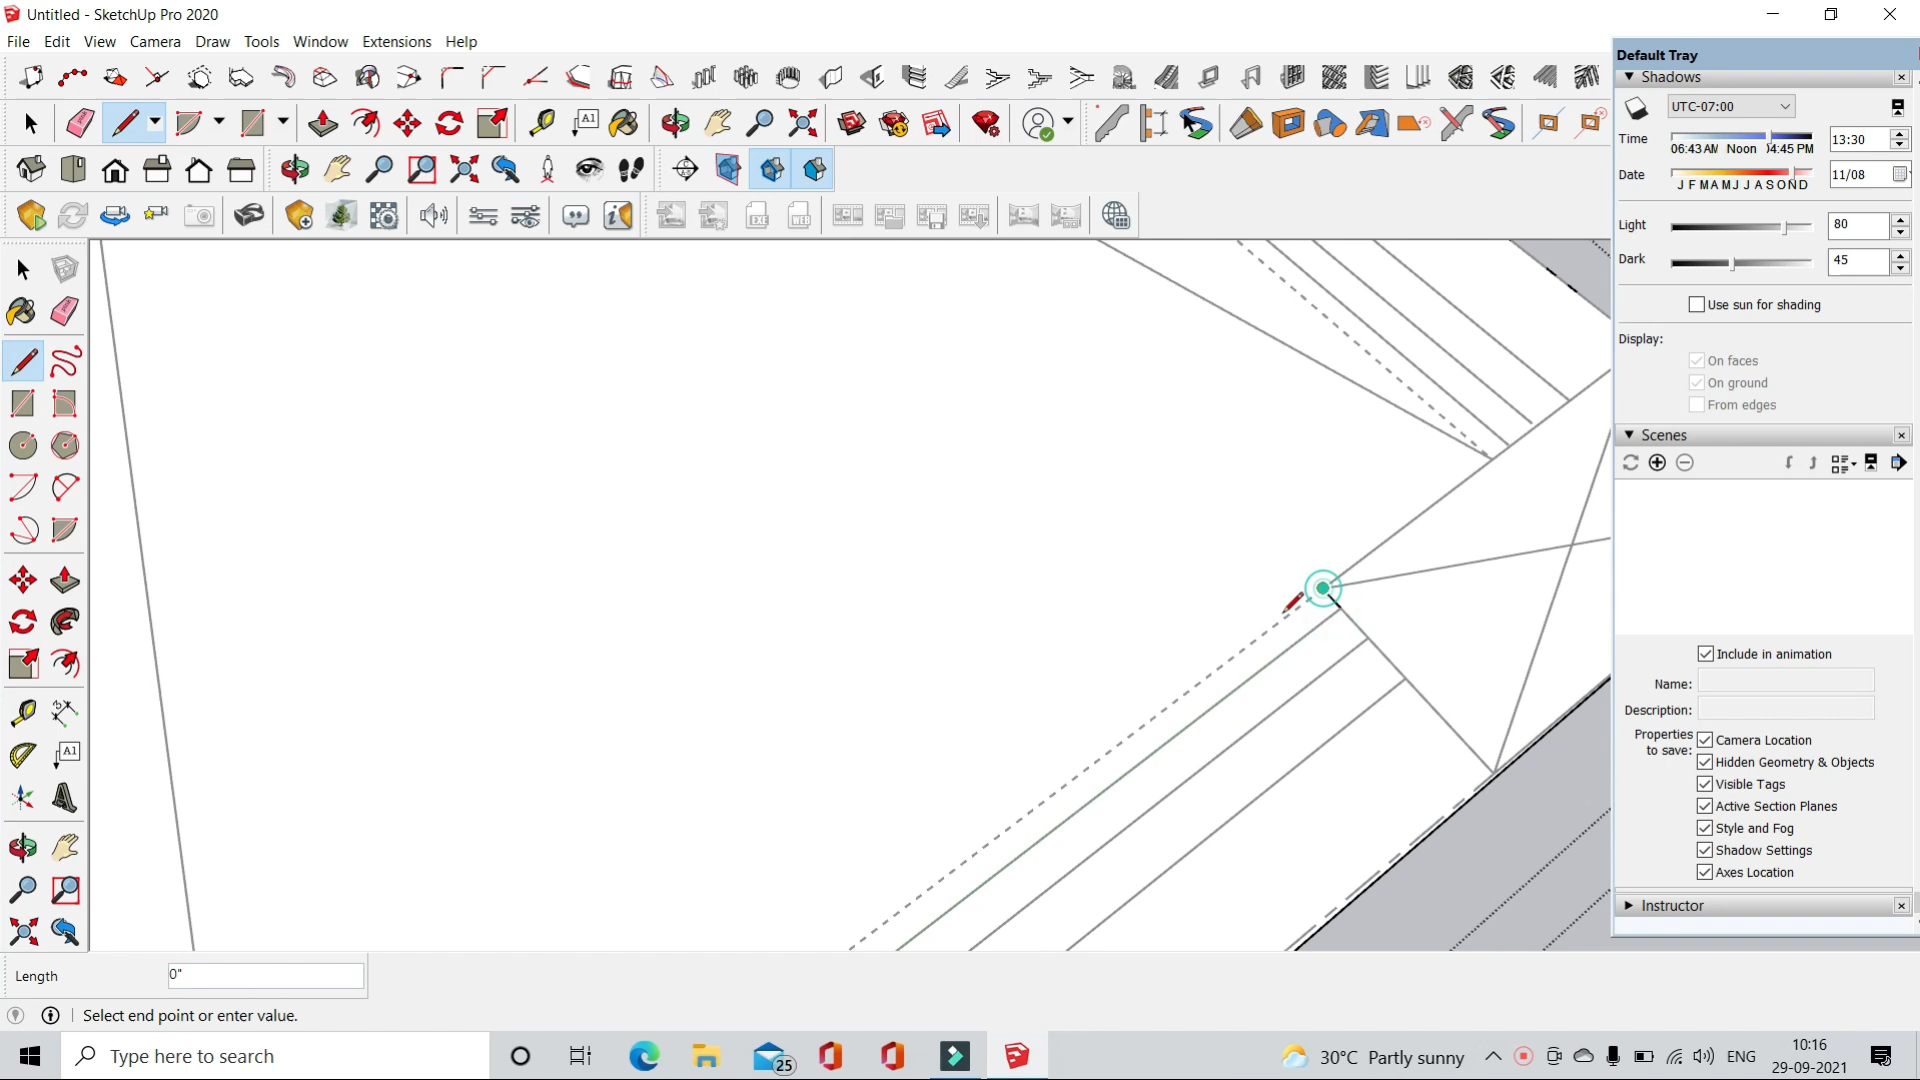 Untitled - SketchUp Pro 2020
File Edit View Camera Draw Tools Window Extensions Help
Default Tray
Shadows
UTC-07:00
Time 13:30
06:43 AM Noon 04:45 PM
Date 11/08
J F M A M J J A S O N D
Light 80
Dark 45
Use sun for shading
Display:
On faces
On ground
From edges
Scenes
Include in animation
Name:
Description:
Properties to save:
Camera Location
Hidden Geometry & Objects
Visible Tags
Active Section Planes
Style and Fog
Shadow Settings
Axes Location
Instructor
A1
A1
EXE
WEB
Length 0"
Select end point or enter value.
Type here to search
25
30°C Partly sunny
ENG
10:16
29-09-2021